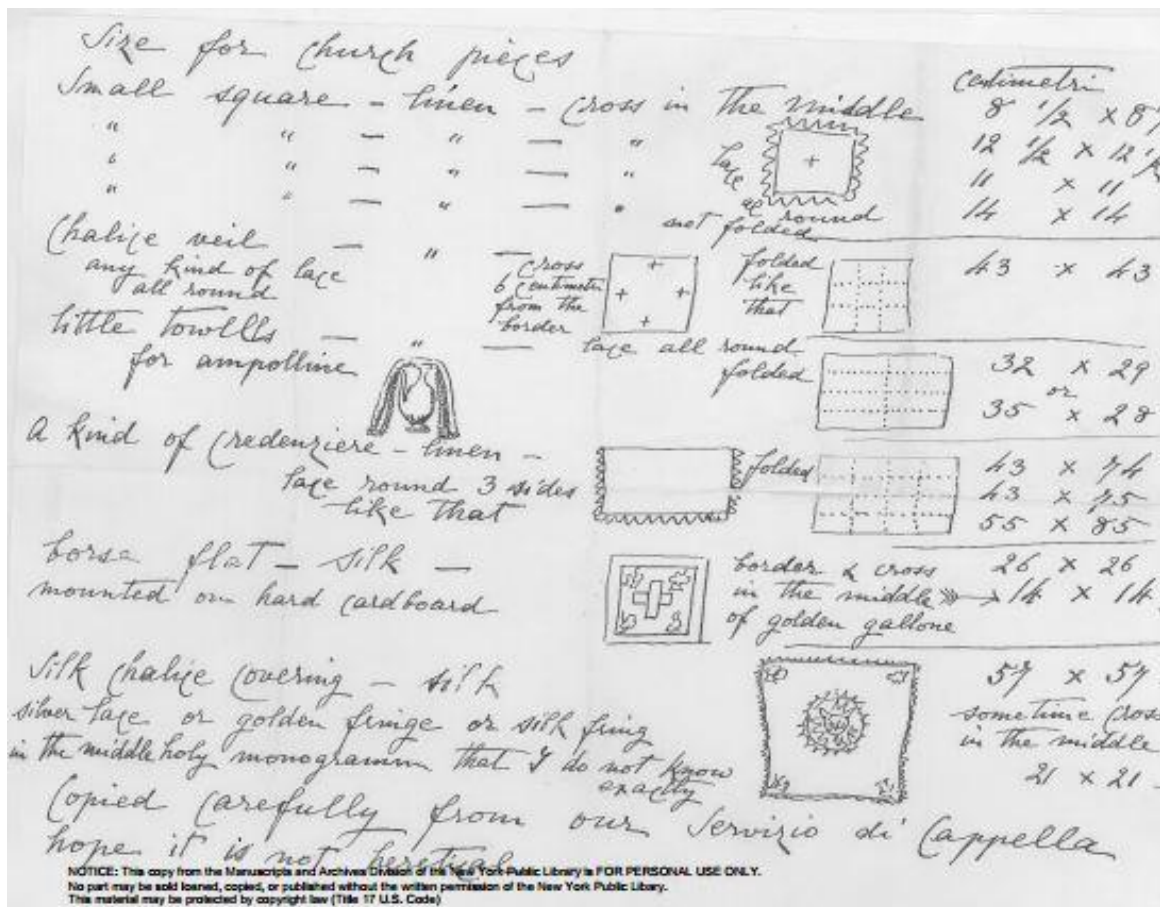 Size for church pieces
centimetri
Small square – linen – cross in the middle 8 1/2 × 8
" " – " – " 12 1/2 × 12 1/2
" " – " – " lace 11 × 11
" " – " – " all round 14 × 14
not folded
Chalice veil – " – cross folded 43 × 43
any kind of lace 6 centimetri like
all round from the that
border
little towells – " – lace all round 32 × 29
for ampolline folded or
35 × 28
A kind of credenziere – linen – folded 43 × 74
lace round 3 sides 43 × 75
like that 55 × 85
borsa flat – silk – border & cross 26 × 26
mounted on hard cardboard in the middle → 14 × 14
of golden gallone
Silk chalice covering – silk 57 × 57
silver lace or golden fringe or silk fring sometime cross
in the middle holy monogramm that I do not know in the middle
exactly 21 × 21
Copied carefully from our Servizio di Cappella
hope it is not heretical
NOTICE: This copy from the Manuscripts and Archives Division of the New York Public Library is FOR PERSONAL USE ONLY.
No part may be sold loaned, copied, or published without the written permission of the New York Public Library.
This material may be protected by copyright law (Title 17 U.S. Code)